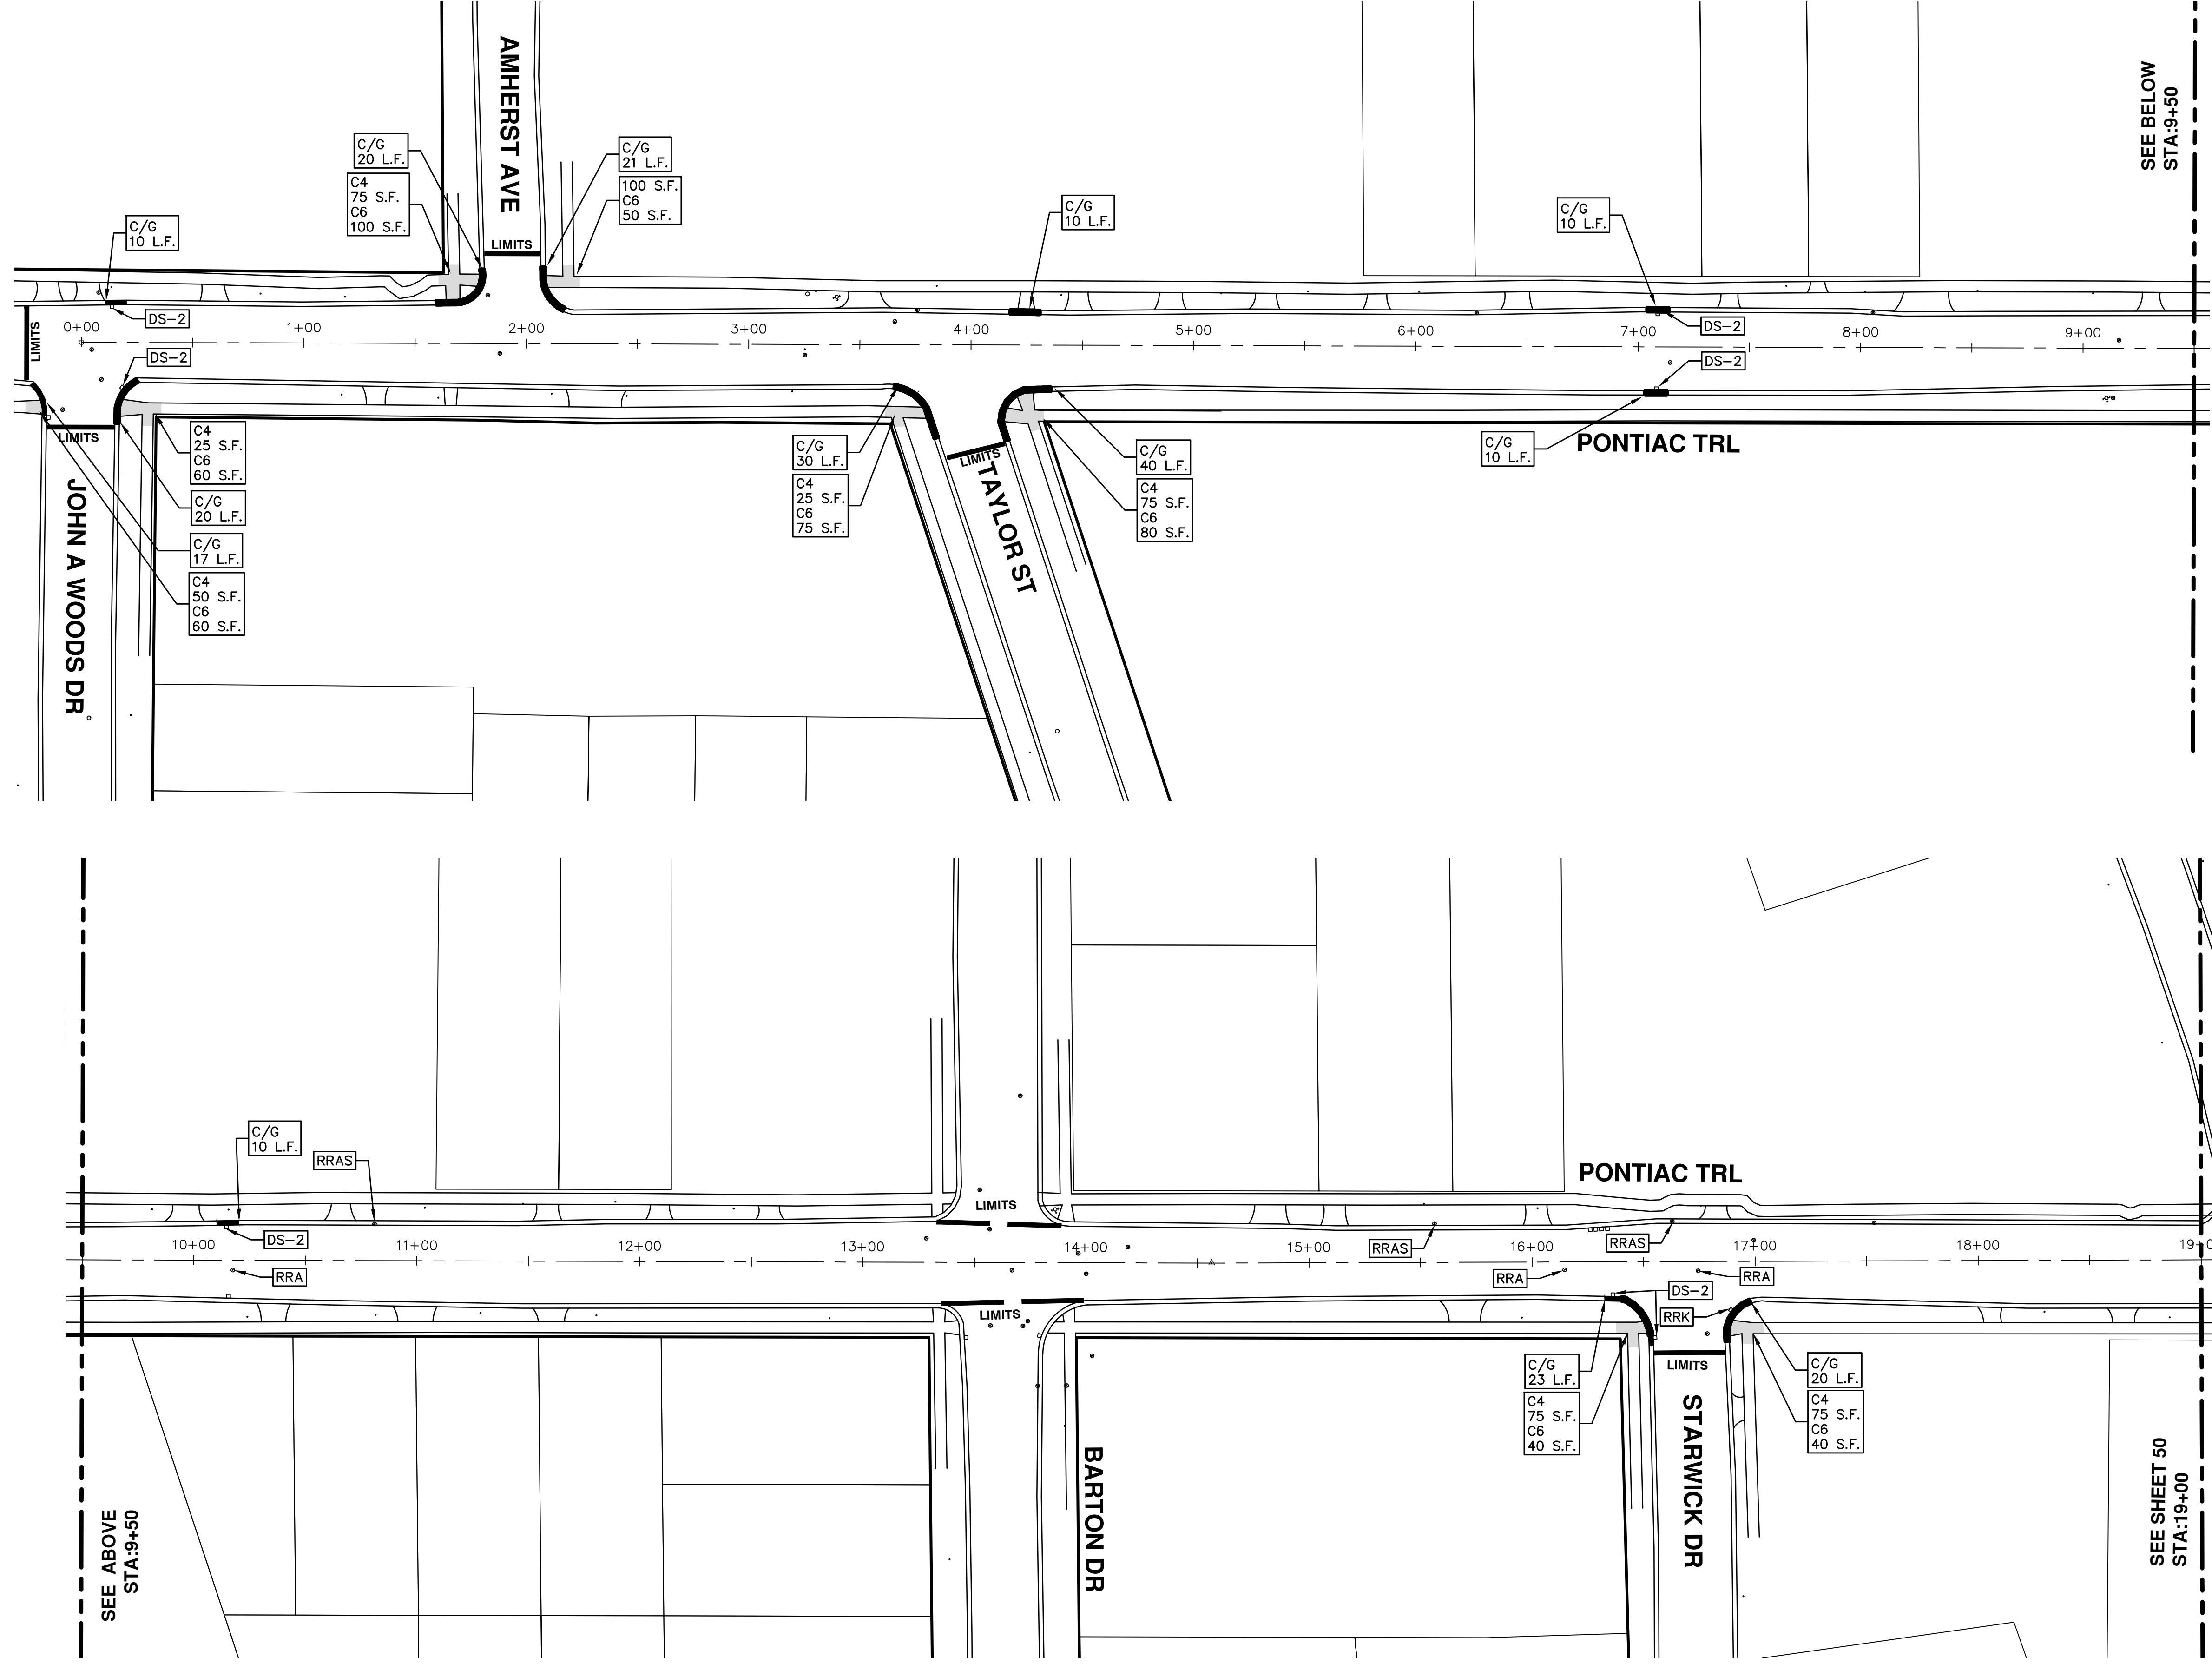 AMHERST AVE
SEE BELOW
STA:9+50
C/G
20 L.F.
C4
75 S.F.
C6
100 S.F.
C/G
21 L.F.
100 S.F.
C6
50 S.F.
C/G
10 L.F.
C/G
10 L.F.
C/G
10 L.F.
LIMITS
DS-2
DS-2
LIMITS
0+00
1+00
2+00
3+00
4+00
5+00
6+00
7+00
8+00
9+00
DS-2
DS-2
LIMITS
C4
25 S.F.
C6
60 S.F.
C/G
20 L.F.
C/G
17 L.F.
C4
50 S.F.
C6
60 S.F.
JOHN A WOODS DR
C/G
30 L.F.
C4
25 S.F.
C6
75 S.F.
LIMITS
TAYLOR ST
C/G
40 L.F.
C4
75 S.F.
C6
80 S.F.
C/G
10 L.F.
PONTIAC TRL
C/G
10 L.F.
RRAS
LIMITS
PONTIAC TRL
DS-2
RRA
10+00
11+00
12+00
13+00
14+00
15+00
16+00
17+00
18+00
19+0
RRAS
RRAS
RRA
RRA
DS-2
RRK
LIMITS
LIMITS
C/G
23 L.F.
C4
75 S.F.
C6
40 S.F.
C/G
20 L.F.
C4
75 S.F.
C6
40 S.F.
BARTON DR
STARWICK DR
SEE ABOVE
STA:9+50
SEE SHEET 50
STA:19+00